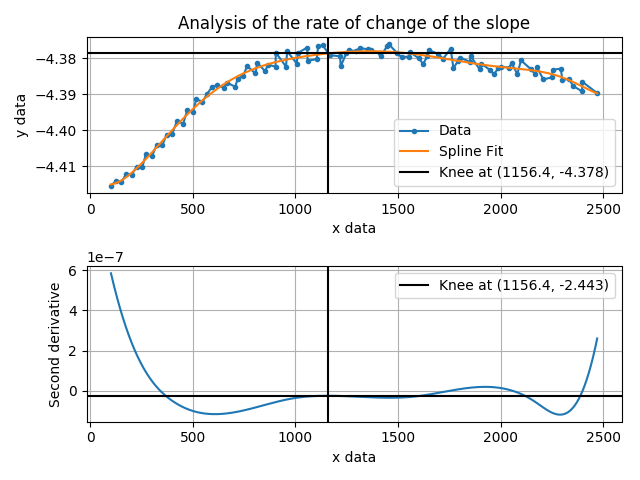 Analysis of the rate of change of the slope
y data
−4.38
−4.39
−4.40
−4.41
Data
Spline Fit
Knee at (1156.4, -4.378)
0 500 1000 1500 2000 2500
x data
1e−7
Second derivative
6
4
2
0
Knee at (1156.4, -2.443)
0 500 1000 1500 2000 2500
x data